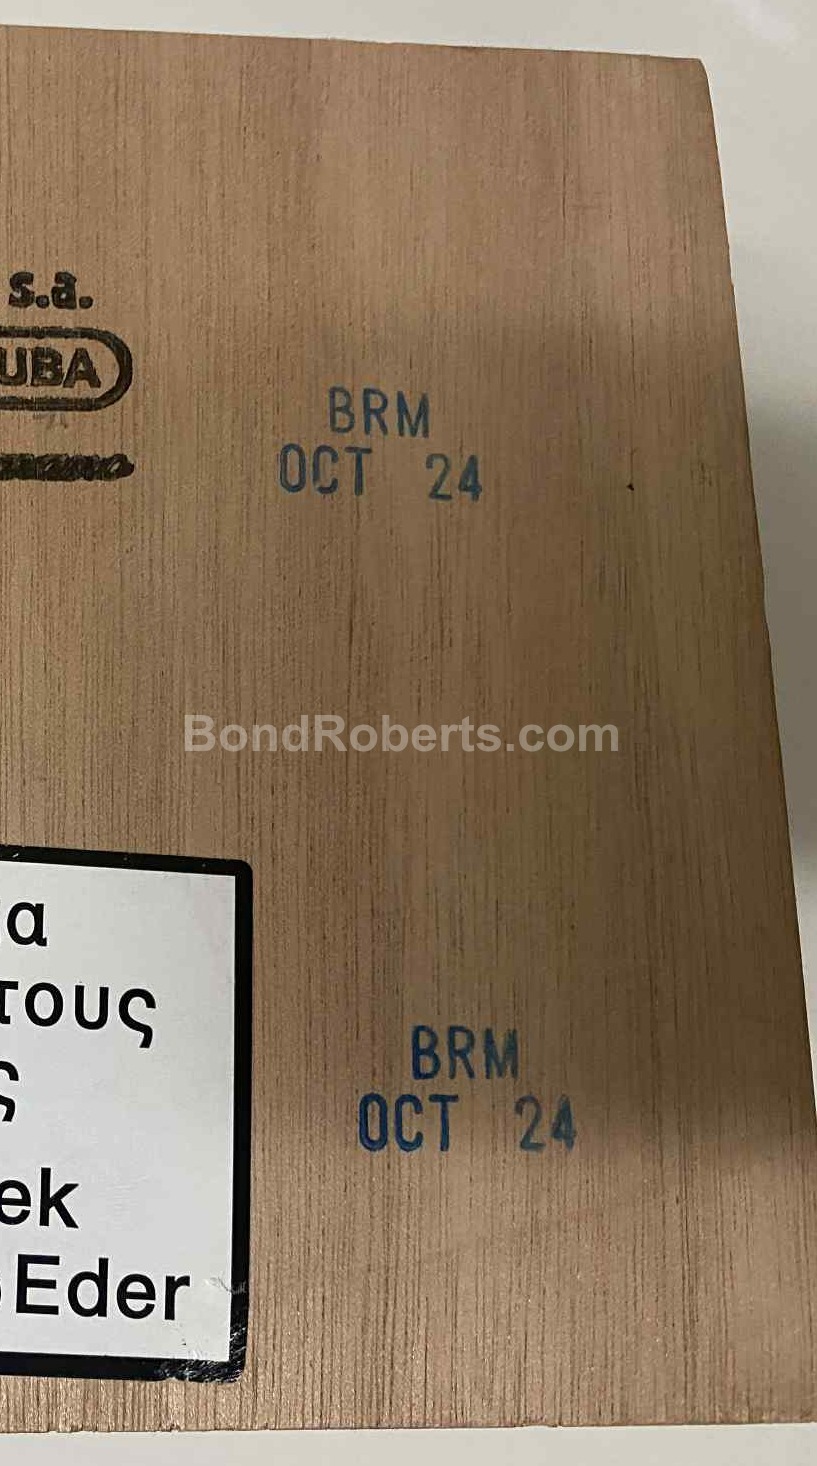 s.a.
UBA
BRM
OCT 24
BondRoberts.com
α
τους
ς
BRM
OCT 24
ek
Eder